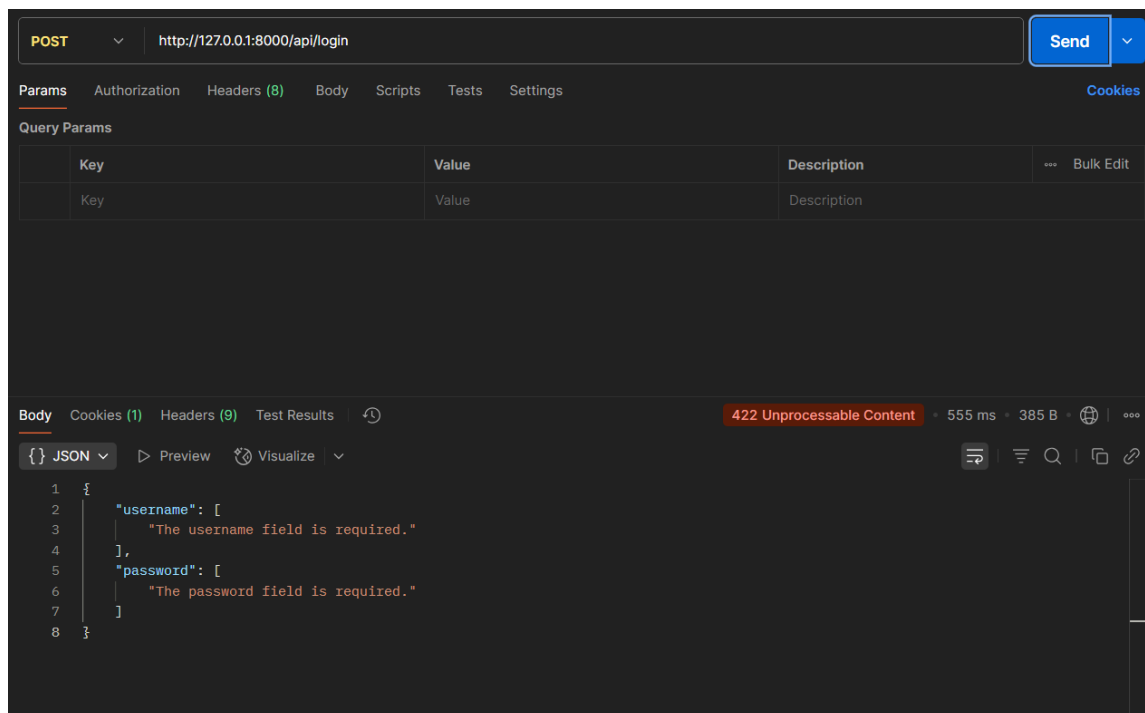 POST http://127.0.0.1:8000/api/login Send
Params Authorization Headers (8) Body Scripts Tests Settings Cookies
Query Params
Key Value Description Bulk Edit
Key Value Description
Body Cookies (1) Headers (9) Test Results 422 Unprocessable Content 555 ms 385 B
{} JSON Preview Visualize
1 {
2 "username": [
3 "The username field is required."
4 ],
5 "password": [
6 "The password field is required."
7 ]
8 }